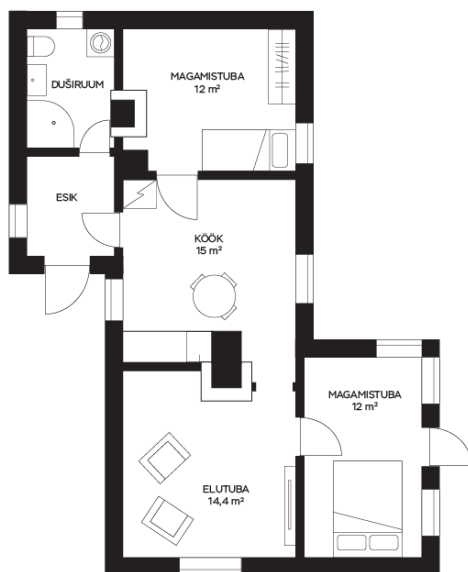 DUŠIRUUM
MAGAMISTUBA
12 m²
ESIK
KÖÖK
15 m²
MAGAMISTUBA
12 m²
ELUTUBA
14,4 m²